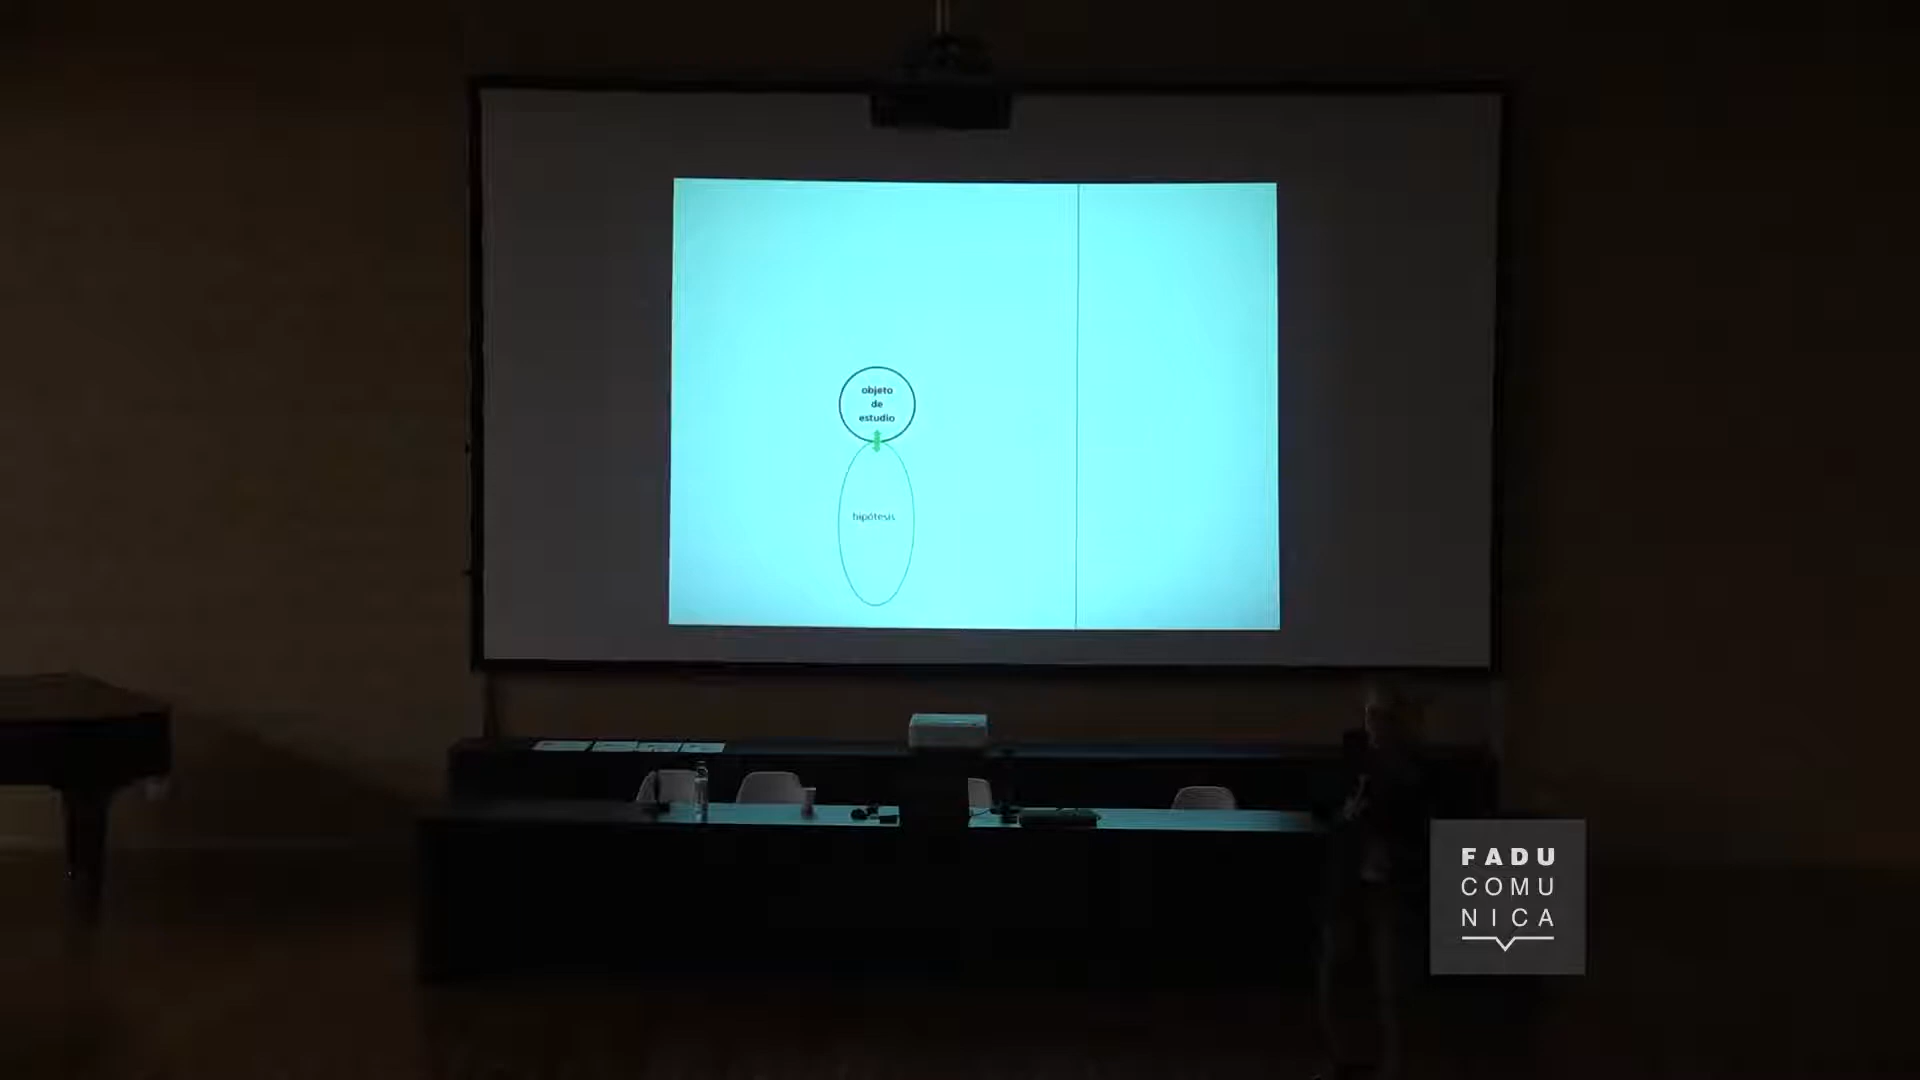 objeto
de
estudio
hipótesis
FADU
COMU
NICA